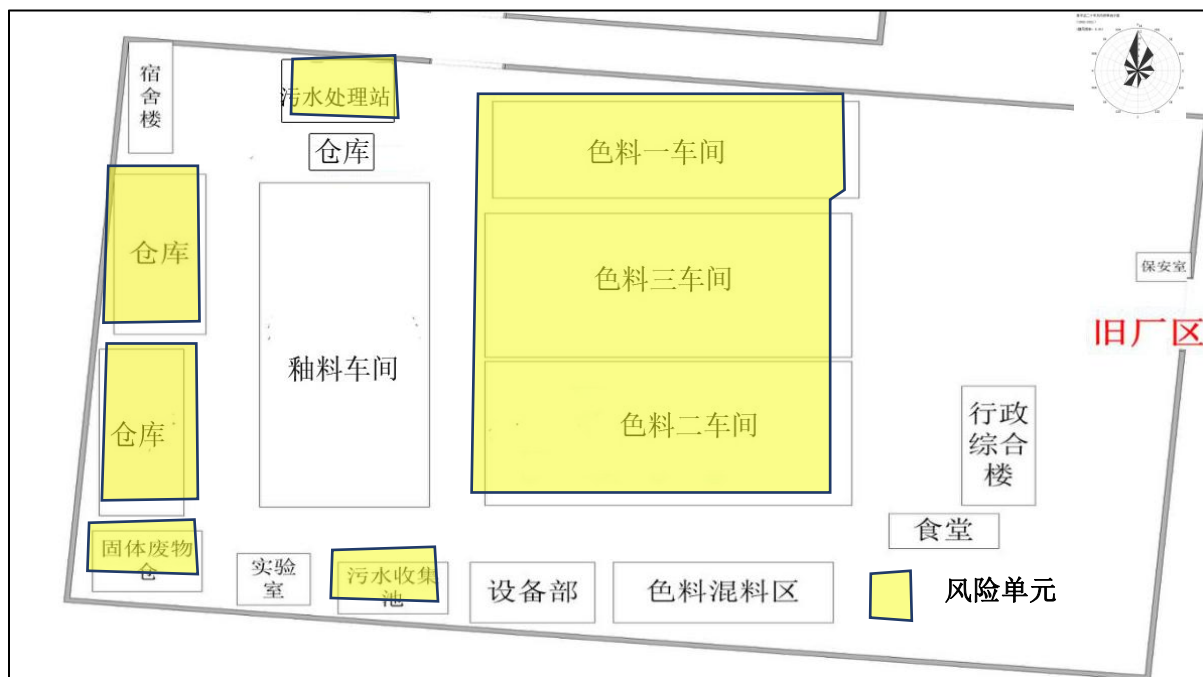 宿
舍
楼
污水处理站
仓库
色料一车间
仓库
色料三车间
保安室
旧厂区
釉料车间
仓库
色料二车间
行政
综合
楼
食堂
固体废物
仓
实验
室
污水收集
池
设备部
色料混料区
风险单元